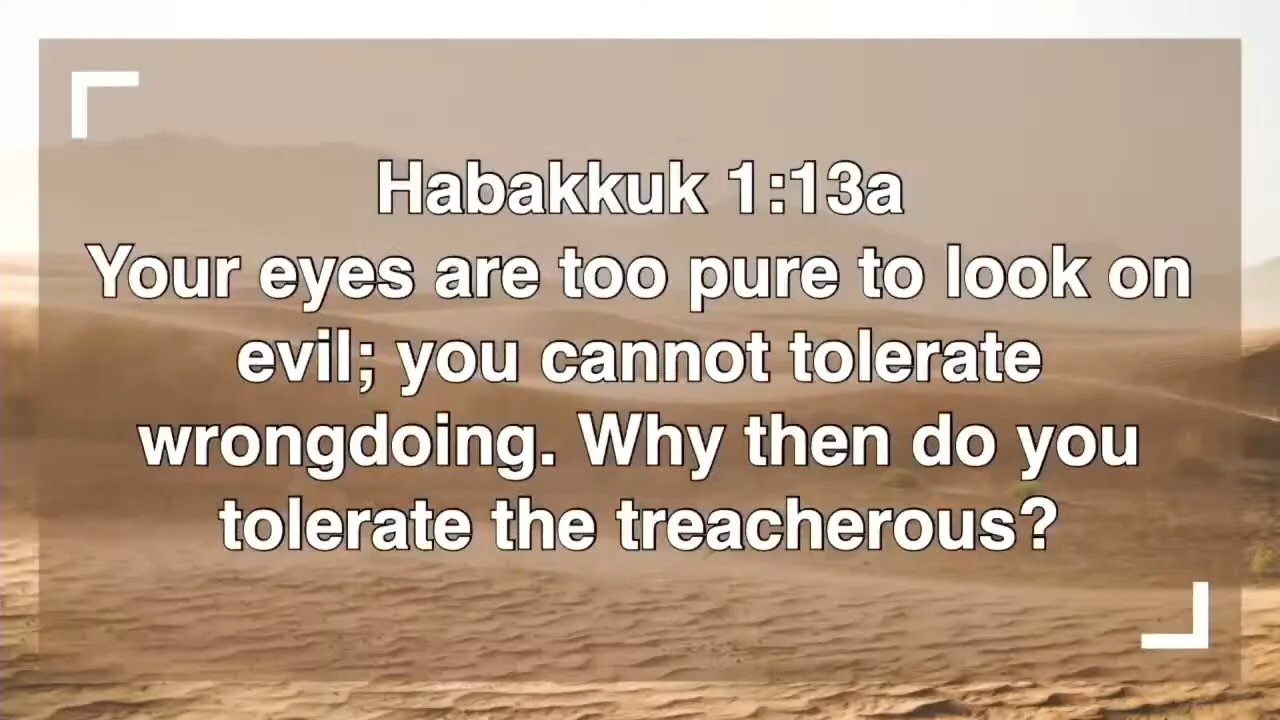 Habakkuk 1:13a
Your eyes are too pure to look on
evil; you cannot tolerate
wrongdoing. Why then do you
tolerate the treacherous?